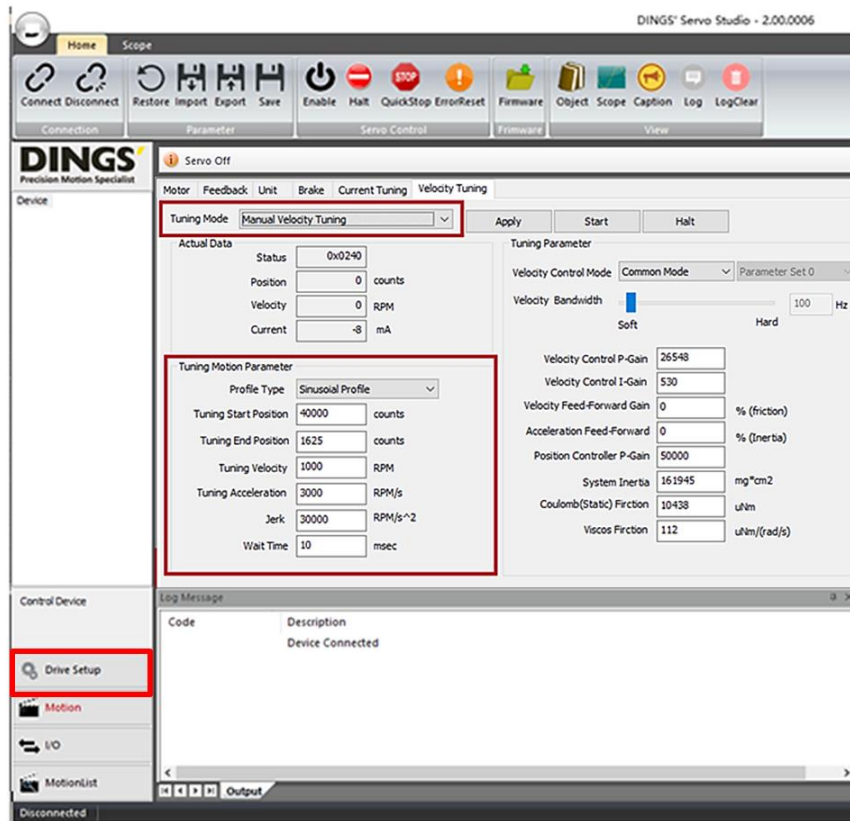 DINGS' Servo Studio - 2.00.0006
Home Scope
Connect Disconnect Restore Import Export Save Enable Halt QuickStop ErrorReset Firmware Object Scope Caption Log LogClear
STOP
Connection Parameter Servo Control Frimware View
DINGS'
Precision Motion Specialist
Device
Servo Off
Motor Feedback Unit Brake Current Tuning Velocity Tuning
Tuning Mode Manual Velocity Tuning Apply Start Halt
Actual Data
Status 0x0240
Position 0 counts
Velocity 0 RPM
Current -8 mA
Tuning Motion Parameter
Profile Type Sinusoial Profile
Tuning Start Position 40000 counts
Tuning End Position 1625 counts
Tuning Velocity 1000 RPM
Tuning Acceleration 3000 RPM/s
Jerk 30000 RPM/s^2
Wait Time 10 msec
Tuning Parameter
Velocity Control Mode Common Mode Parameter Set 0
Velocity Bandwidth 100 Hz
Soft Hard
Velocity Control P-Gain 26548
Velocity Control I-Gain 530
Velocity Feed-Forward Gain 0 % (friction)
Acceleration Feed-Forward 0 % (Inertia)
Position Controller P-Gain 50000
System Inertia 161945 mg*cm2
Coulomb(Static) Firction 10438 uNm
Viscos Firction 112 uNm/(rad/s)
Control Device
Drive Setup
Motion
I/O
MotionList
Log Message
Code Description
Device Connected
Output
Disconnected